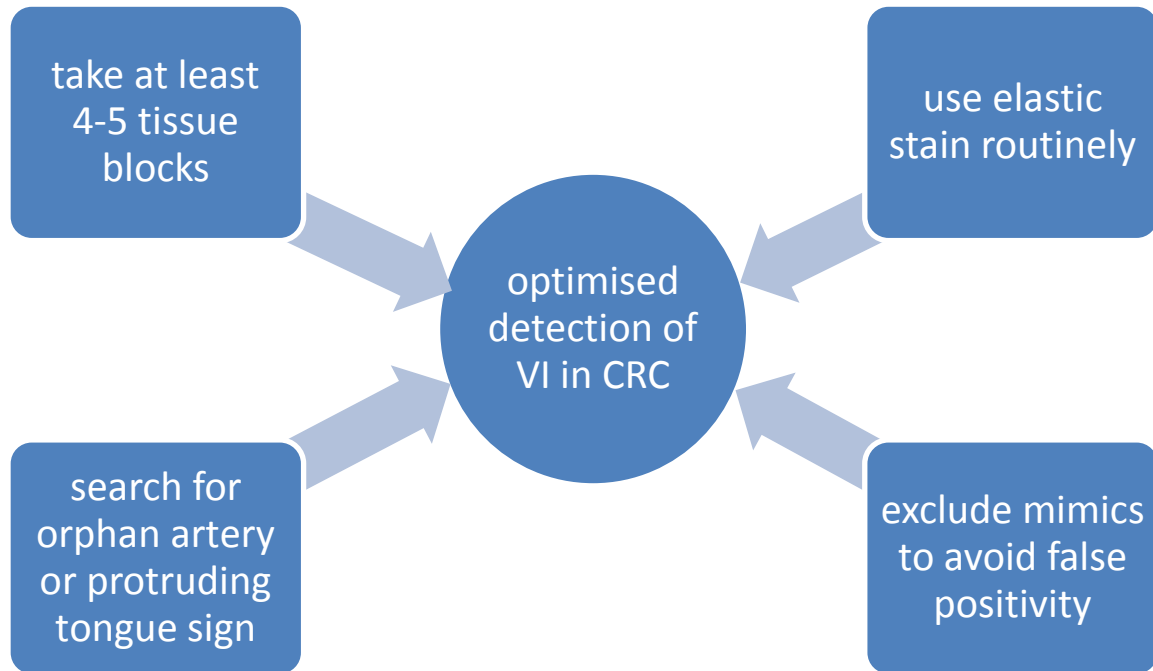 take at least
4-5 tissue
blocks
use elastic
stain routinely
optimised
detection of
VI in CRC
search for
orphan artery
or protruding
tongue sign
exclude mimics
to avoid false
positivity